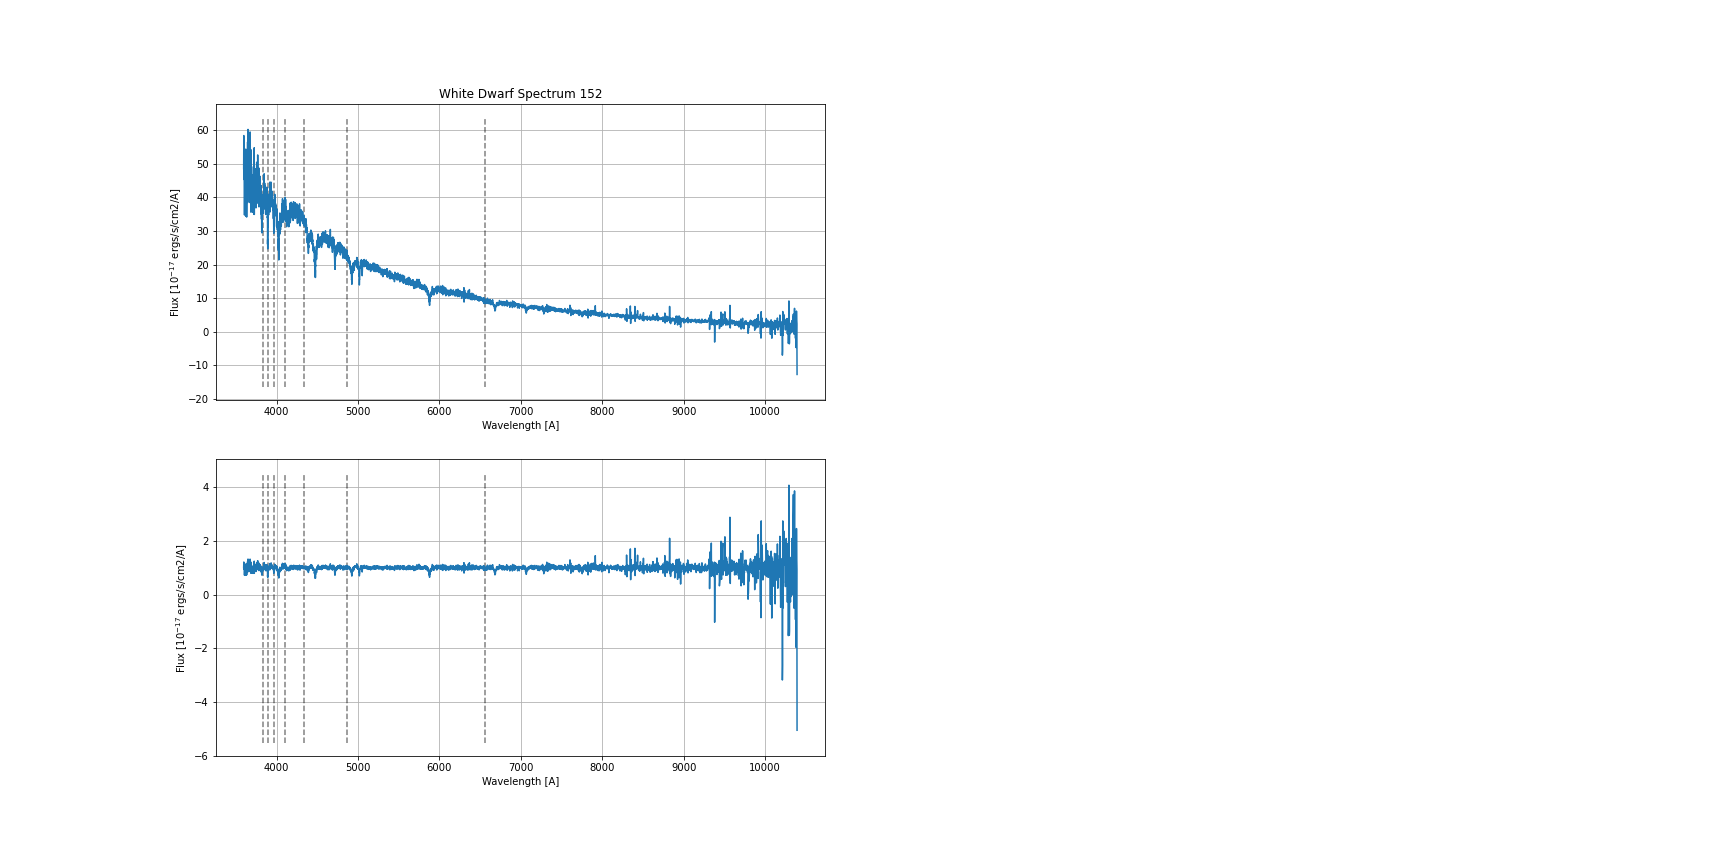 White Dwarf Spectrum 152
60
50
40
30
20
10
0
−10
−20
Flux [10⁻¹⁷ ergs/s/cm2/A]
4000 5000 6000 7000 8000 9000 10000
Wavelength [A]
4
2
0
−2
−4
−6
Flux [10⁻¹⁷ ergs/s/cm2/A]
4000 5000 6000 7000 8000 9000 10000
Wavelength [A]